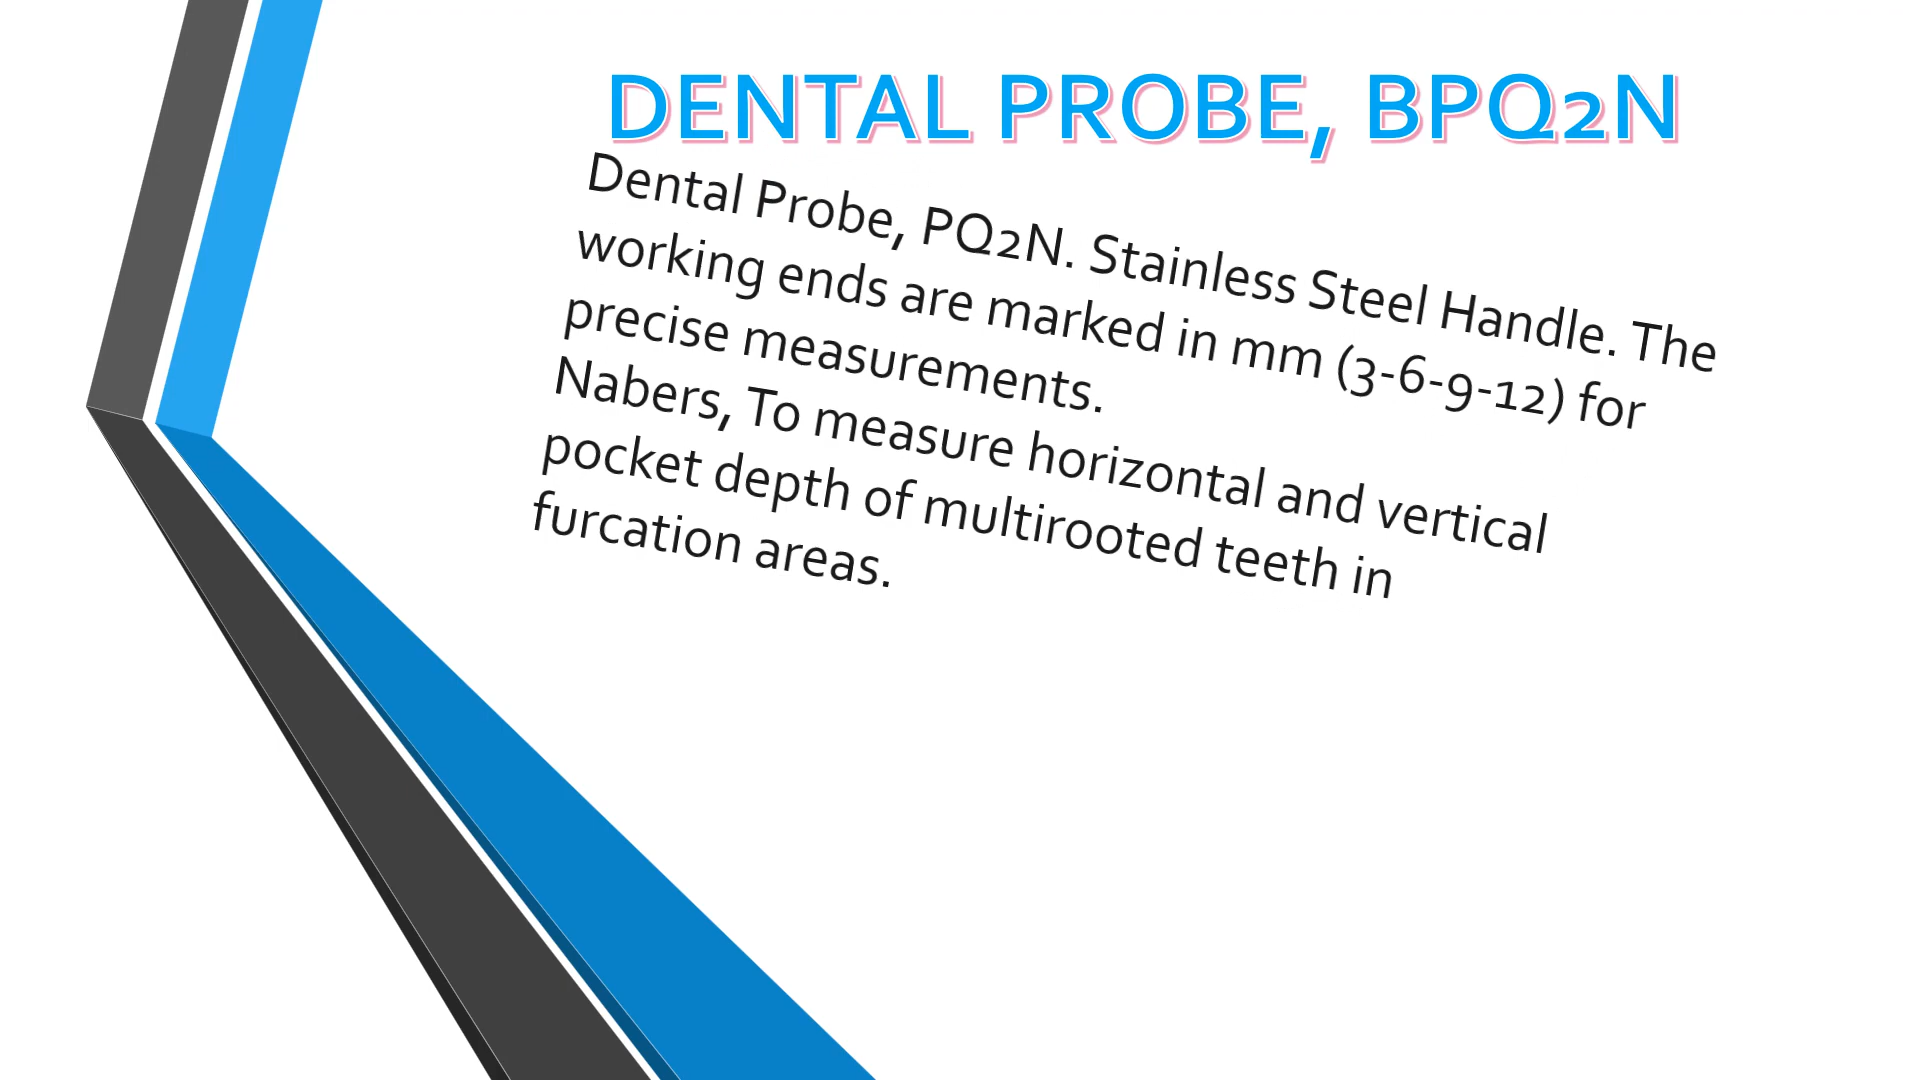 DENTAL PROBE, BPQ2N
Dental Probe, PQ2N. Stainless Steel Handle. The
working ends are marked in mm (3-6-9-12) for
precise measurements.
Nabers, To measure horizontal and vertical
pocket depth of multirooted teeth in
furcation areas.